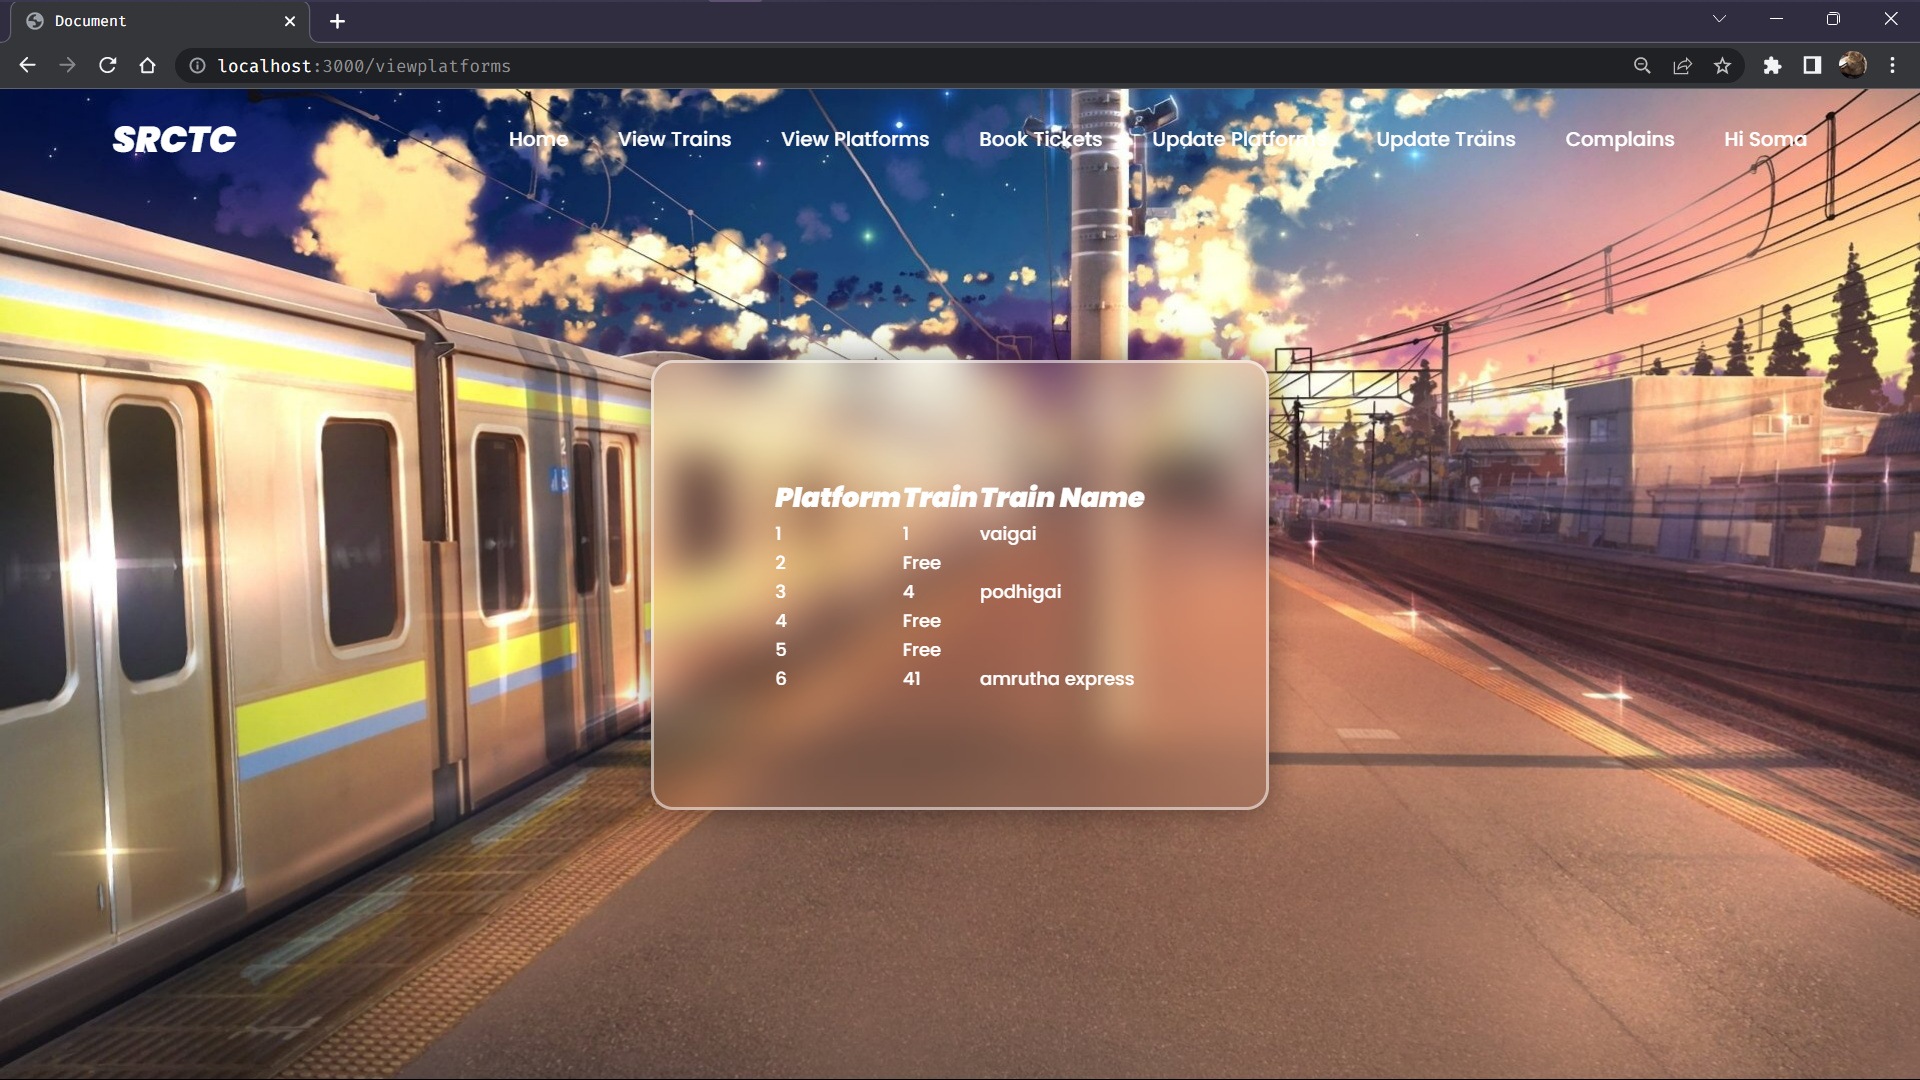 Document
localhost:3000/viewplatforms
SRCTC Home View Trains View Platforms Book Tickets Update Platforms Update Trains Complains Hi Soma
2
Platform Train Train Name
1 1 vaigai
2 Free
3 4 podhigai
4 Free
5 Free
6 41 amrutha express